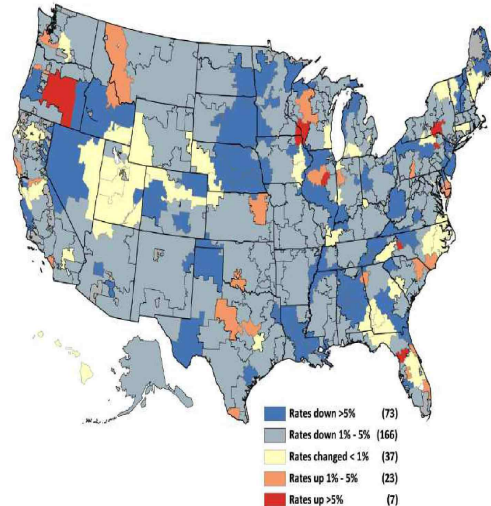 Rates down >5% (73)
Rates down 1% - 5% (166)
Rates changed < 1% (37)
Rates up 1% - 5% (23)
Rates up >5% (7)